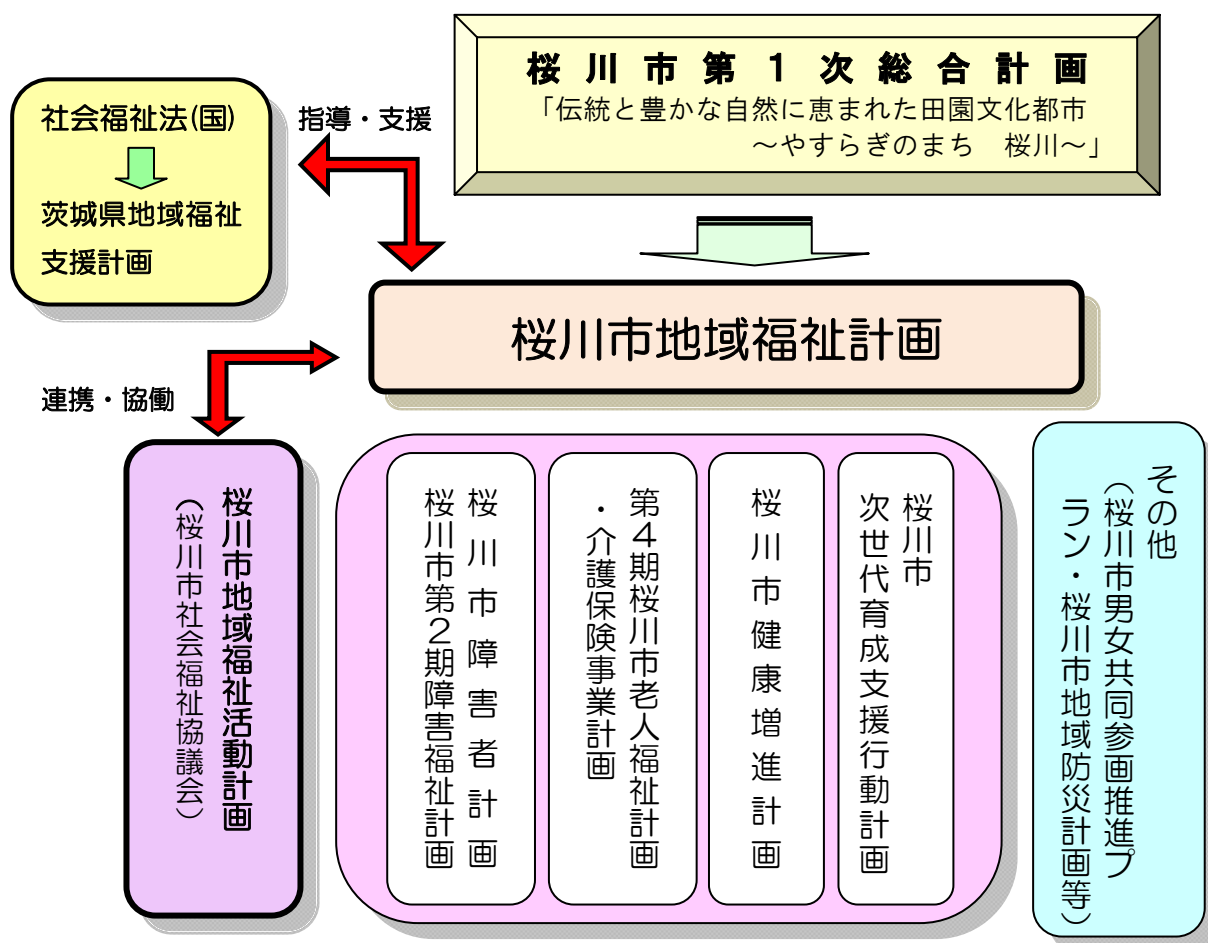 桜川市第1次総合計画
「伝統と豊かな自然に恵まれた田園文化都市
～やすらぎのまち　桜川～」
社会福祉法(国)
茨城県地域福祉
支援計画
指導・支援
桜川市地域福祉計画
連携・協働
桜川市地域福祉活動計画
（桜川市社会福祉協議会）
桜川市障害者計画
桜川市第２期障害福祉計画
第４期桜川市老人福祉計画
・介護保険事業計画
桜川市健康増進計画
桜川市
次世代育成支援行動計画
その他
（桜川市男女共同参画推進プ
ラン・桜川市地域防災計画等）